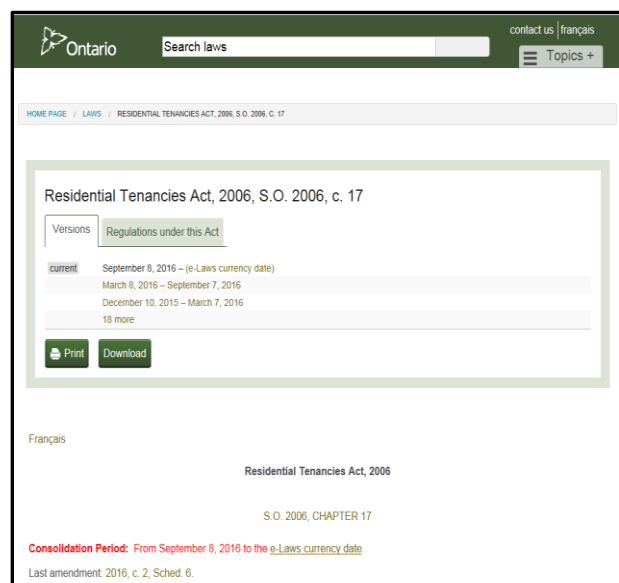 contact us | français
Ontario
Search laws
Topics +
HOME PAGE / LAWS / RESIDENTIAL TENANCIES ACT, 2006, S.O. 2006, C. 17
Residential Tenancies Act, 2006, S.O. 2006, c. 17
Versions Regulations under this Act
current September 8, 2016 – (e-Laws currency date)
March 8, 2016 – September 7, 2016
December 10, 2015 – March 7, 2016
18 more
Print Download
Français
Residential Tenancies Act, 2006
S.O. 2006, CHAPTER 17
Consolidation Period: From September 8, 2016 to the e-Laws currency date.
Last amendment: 2016, c. 2, Sched. 6.